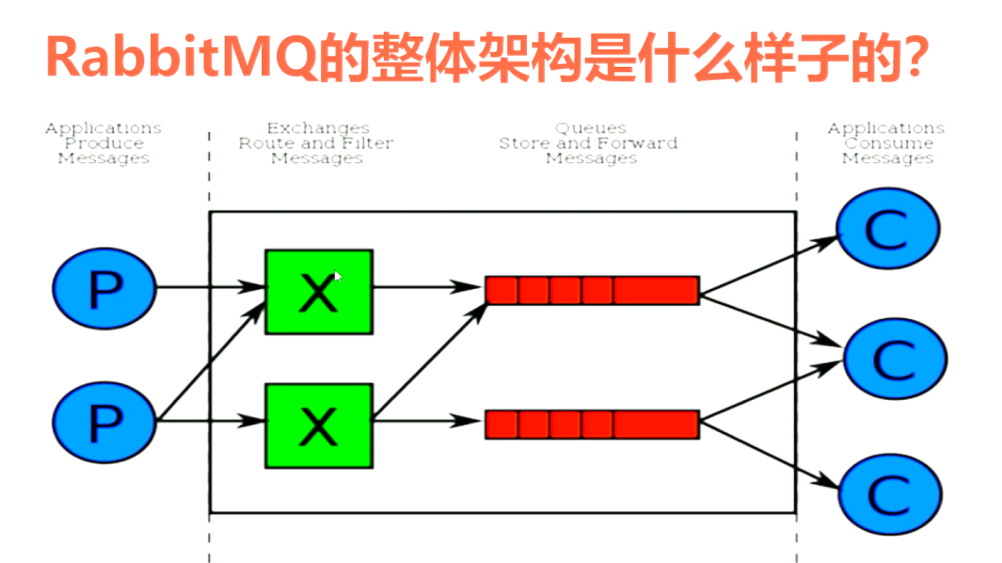 RabbitMQ的整体架构是什么样子的?
Applications
Produce
Messages
Exchanges
Route and Filter
Messages
Queues
Store and Forward
Messages
Applications
Consume
Messages
P
X
C
P
X
C
C